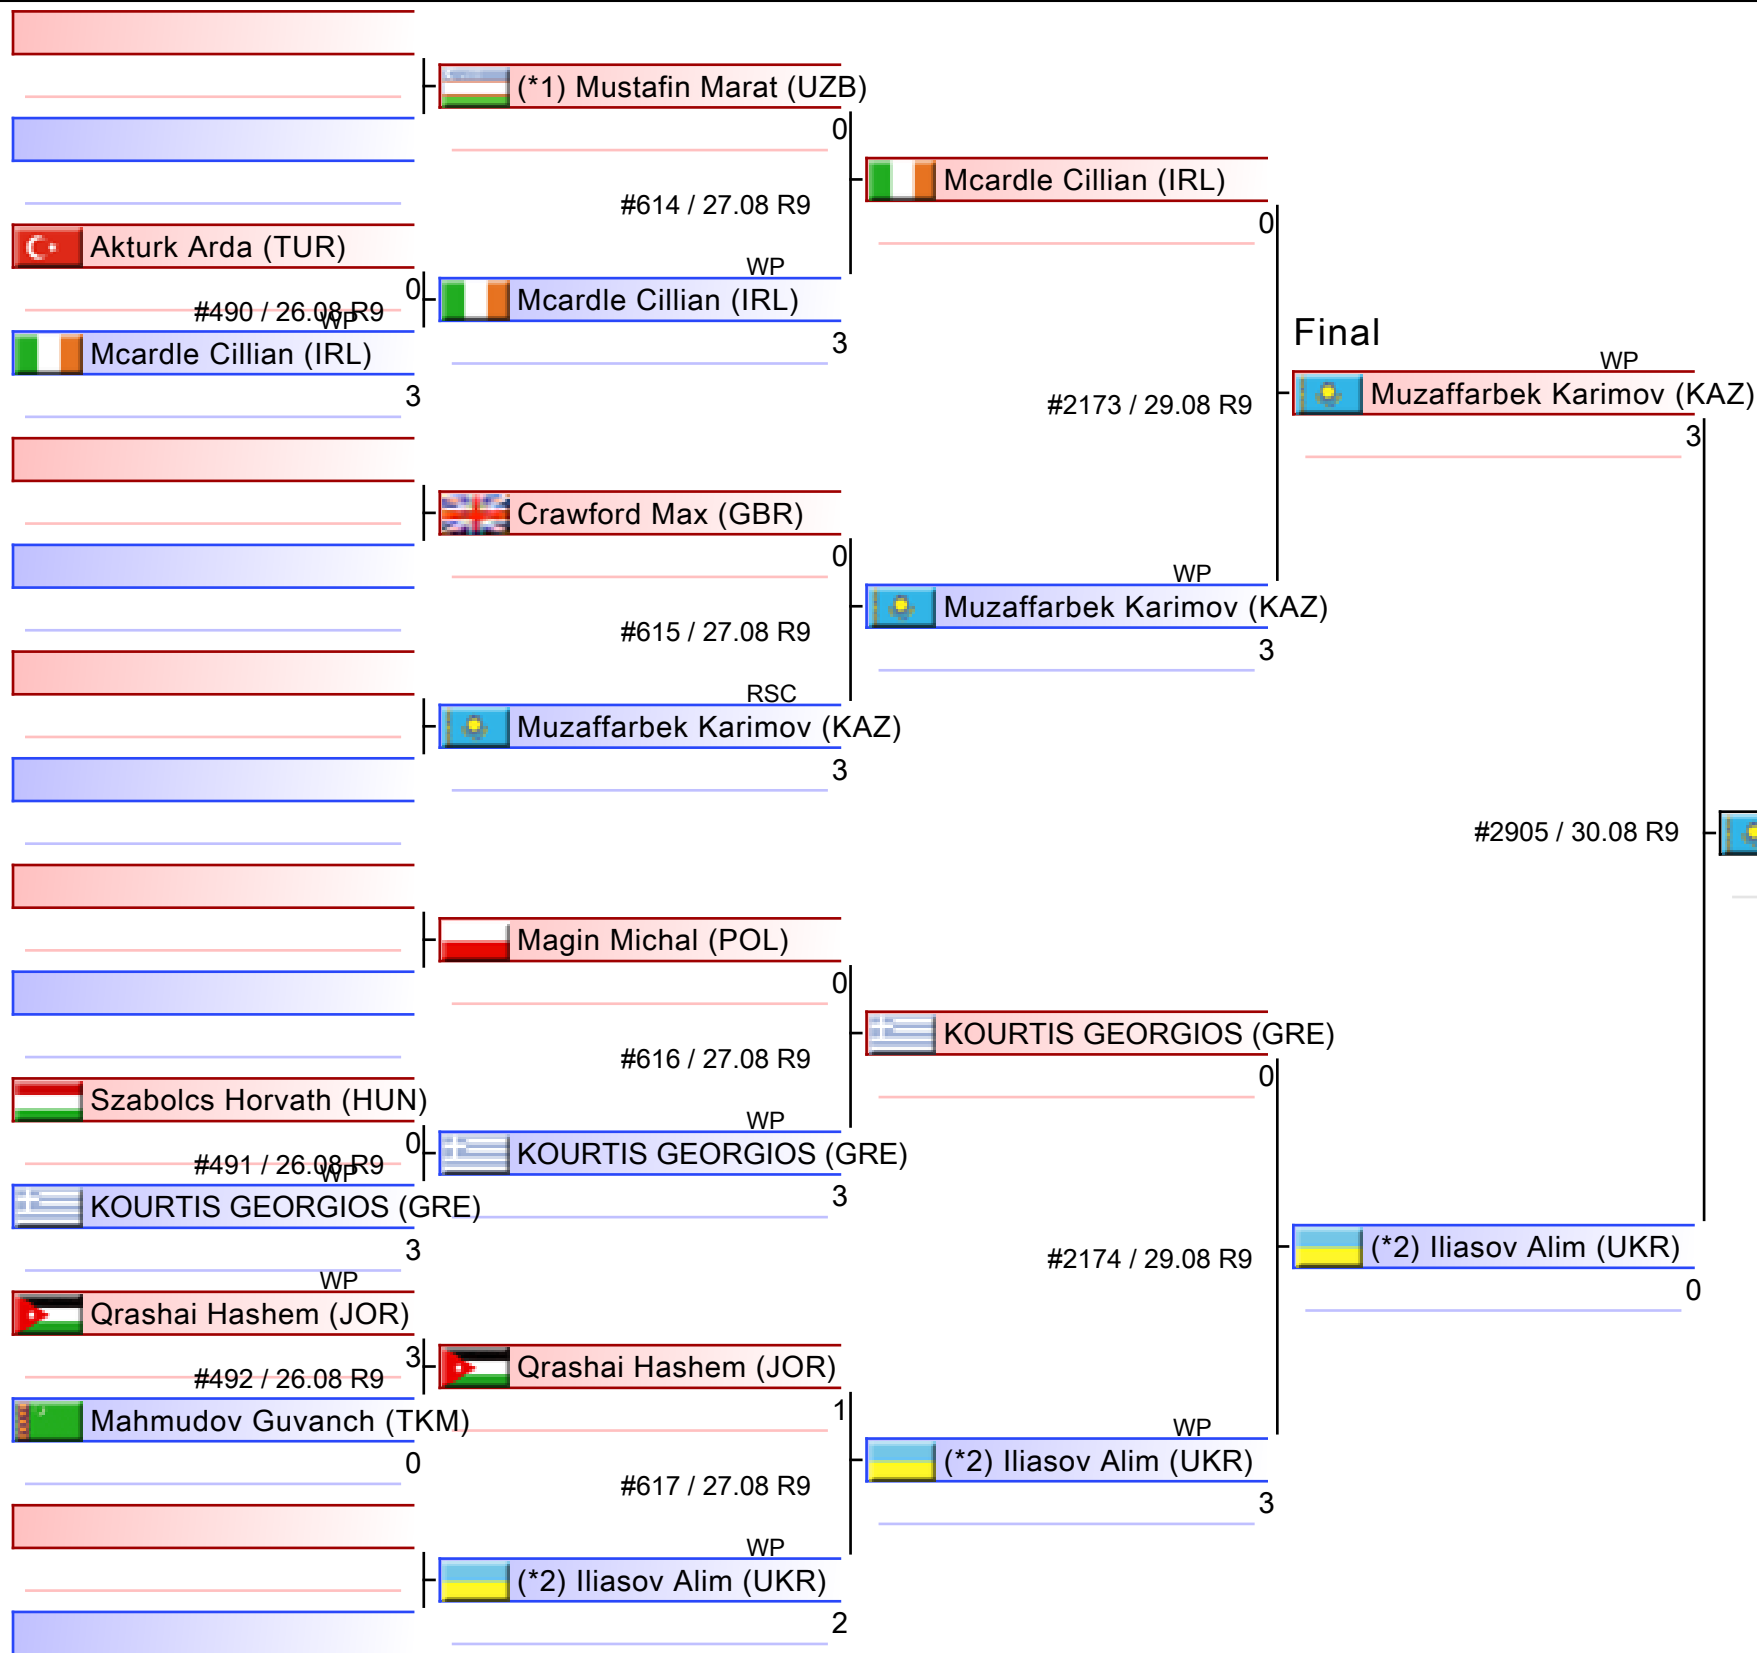 (*1) Mustafin Marat (UZB)
0
#614 / 27.08 R9
WP
Mcardle Cillian (IRL)
3
Akturk Arda (TUR)
0
#490 / 26.08 R9
WP
Mcardle Cillian (IRL)
3
Mcardle Cillian (IRL)
0
#2173 / 29.08 R9
WP
Muzaffarbek Karimov (KAZ)
3
Crawford Max (GBR)
0
#615 / 27.08 R9
RSC
Muzaffarbek Karimov (KAZ)
3
Final
WP
Muzaffarbek Karimov (KAZ)
3
#2905 / 30.08 R9
Magin Michal (POL)
0
#616 / 27.08 R9
WP
KOURTIS GEORGIOS (GRE)
3
Szabolcs Horvath (HUN)
0
#491 / 26.08 R9
WP
KOURTIS GEORGIOS (GRE)
3
KOURTIS GEORGIOS (GRE)
0
#2174 / 29.08 R9
WP
(*2) Iliasov Alim (UKR)
3
(*2) Iliasov Alim (UKR)
0
WP
Qrashai Hashem (JOR)
3
#492 / 26.08 R9
Mahmudov Guvanch (TKM)
0
Qrashai Hashem (JOR)
1
#617 / 27.08 R9
WP
(*2) Iliasov Alim (UKR)
2